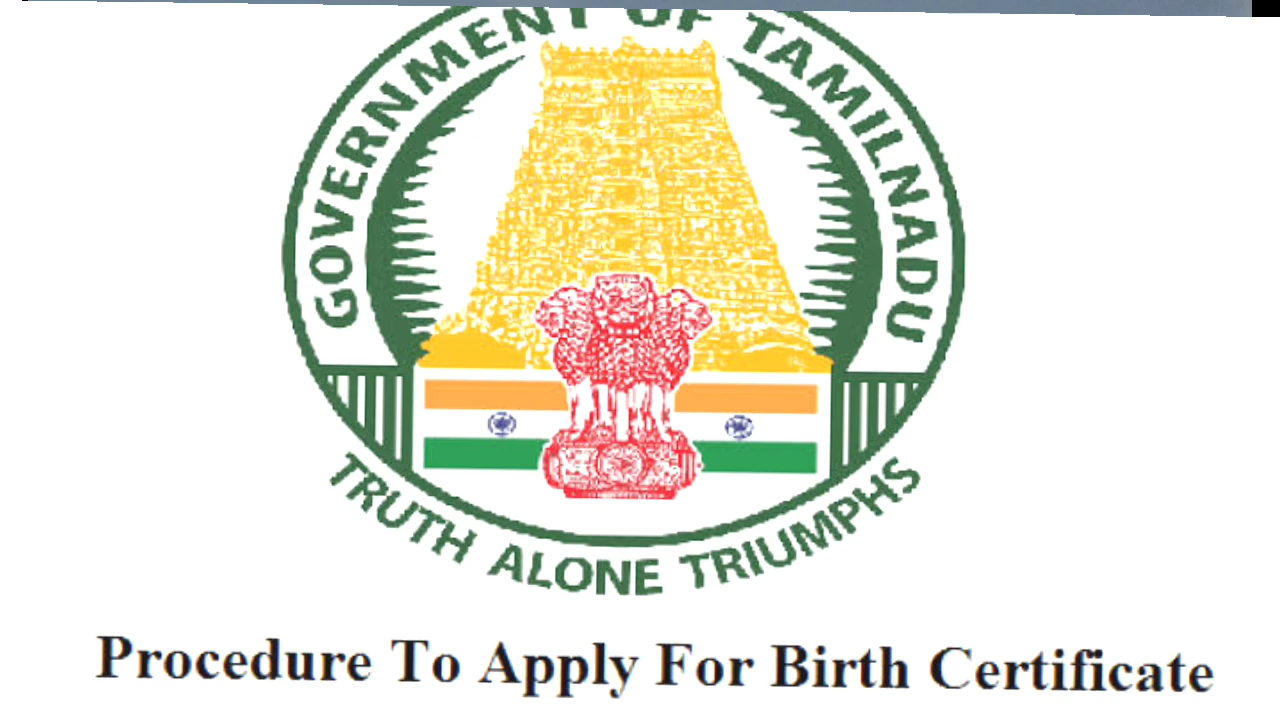 GOVERNMENT OF TAMILNADU
TRUTH ALONE TRIUMPHS
Procedure To Apply For Birth Certificate